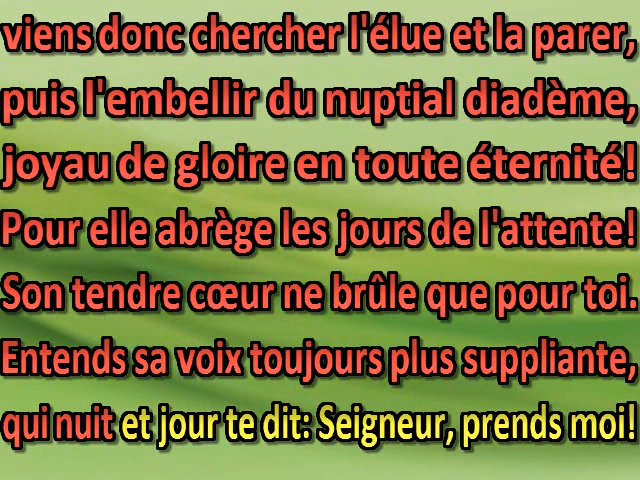 viens donc chercher l'élue et la parer,
puis l'embellir du nuptial diadème,
joyau de gloire en toute éternité!
Pour elle abrège les jours de l'attente!
Son tendre cœur ne brûle que pour toi.
Entends sa voix toujours plus suppliante,
qui nuit et jour te dit: Seigneur, prends moi!